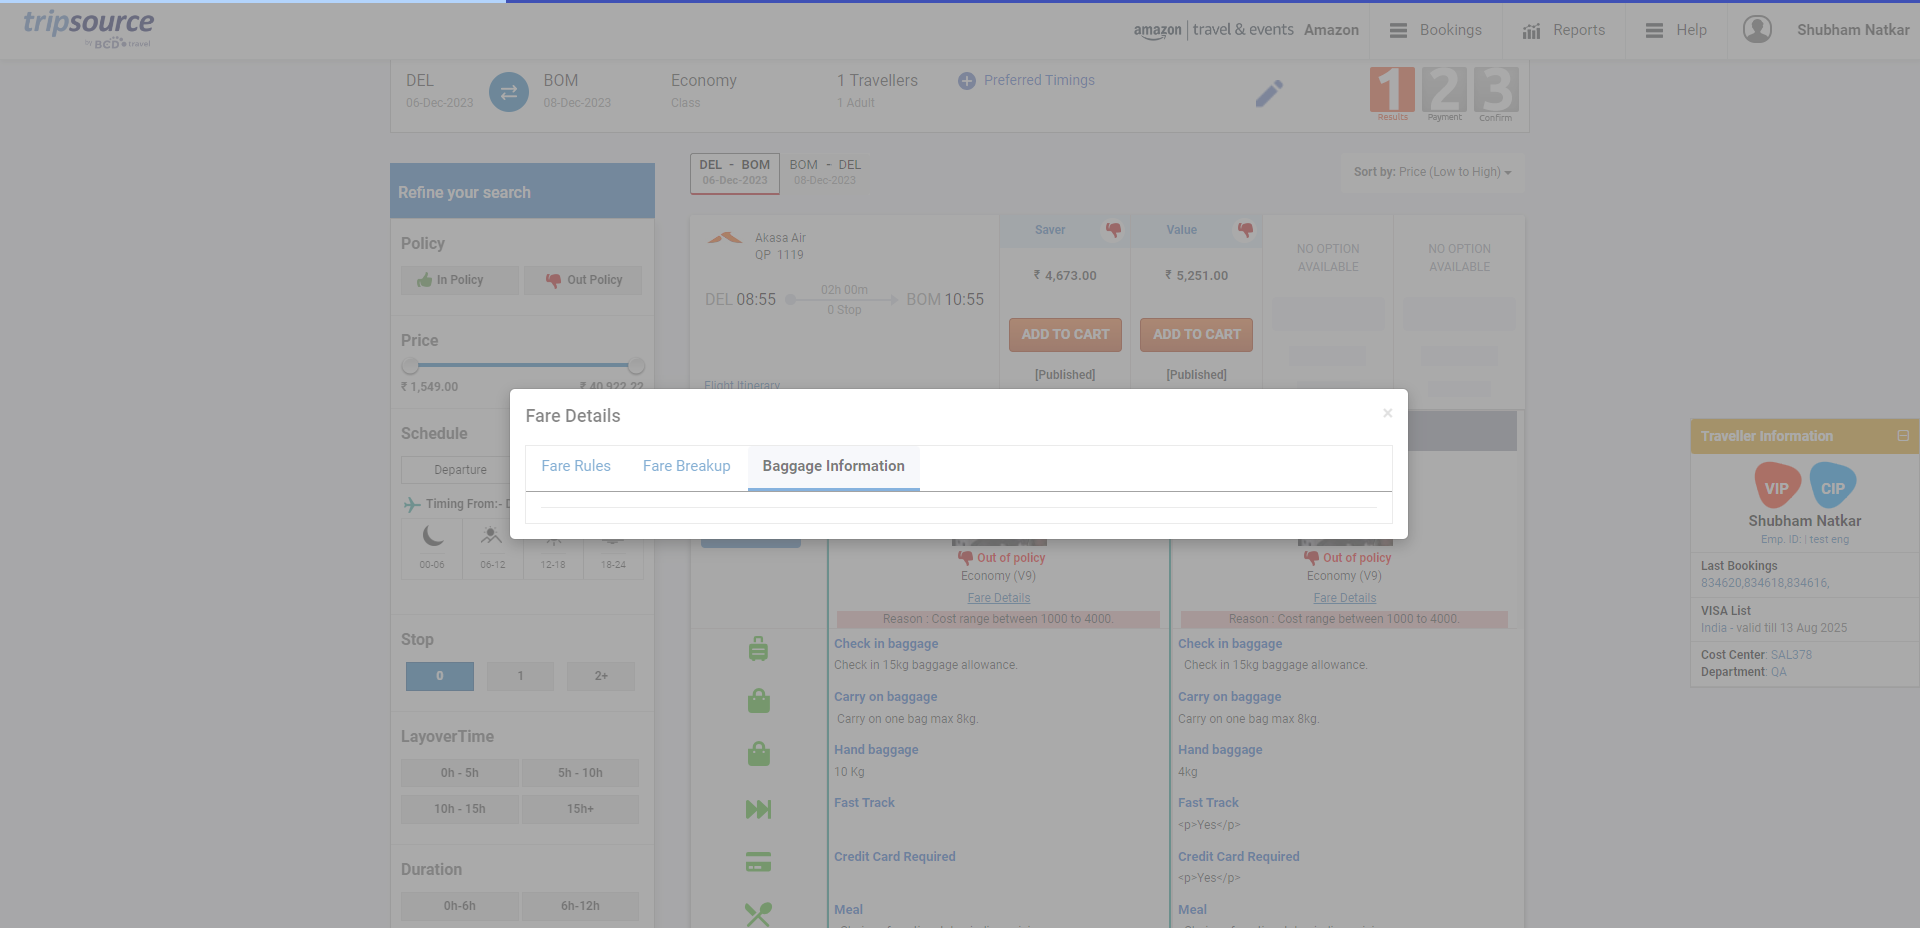 tripsource
by BCD travel
amazon travel & events Amazon
Bookings
Reports
Help
Shubham Natkar
DEL
06-Dec-2023
BOM
08-Dec-2023
Economy
Class
1 Travellers
1 Adult
Preferred Timings
1 2 3
Results Payment Confirm
Refine your search
Policy
In Policy
Out Policy
Price
₹ 1,549.00
₹ 40,922.22
Schedule
Departure
Timing From:-
00-06 06-12 12-18 18-24
Stop
0 1 2+
LayoverTime
0h - 5h 5h - 10h
10h - 15h 15h+
Duration
0h-6h 6h-12h
DEL - BOM
06-Dec-2023
BOM - DEL
08-Dec-2023
Sort by: Price (Low to High)
Akasa Air
QP 1119
DEL 08:55
02h 00m
0 Stop
BOM 10:55
Flight Itinerary
Saver
₹ 4,673.00
ADD TO CART
[Published]
Value
₹ 5,251.00
ADD TO CART
[Published]
NO OPTION
AVAILABLE
NO OPTION
AVAILABLE
Fare Details
×
Fare Rules
Fare Breakup
Baggage Information
Out of policy
Economy (V9)
Fare Details
Reason : Cost range between 1000 to 4000.
Check in baggage
Check in 15kg baggage allowance.
Carry on baggage
Carry on one bag max 8kg.
Hand baggage
10 Kg
Fast Track
Credit Card Required
Meal
Out of policy
Economy (V9)
Fare Details
Reason : Cost range between 1000 to 4000.
Check in baggage
Check in 15kg baggage allowance.
Carry on baggage
Carry on one bag max 8kg.
Hand baggage
4kg
Fast Track
<p>Yes</p>
Credit Card Required
<p>Yes</p>
Meal
Traveller Information
VIP
CIP
Shubham Natkar
Emp. ID: | test eng
Last Bookings
834620,834618,834616,
VISA List
India - valid till 13 Aug 2025
Cost Center: SAL378
Department: QA